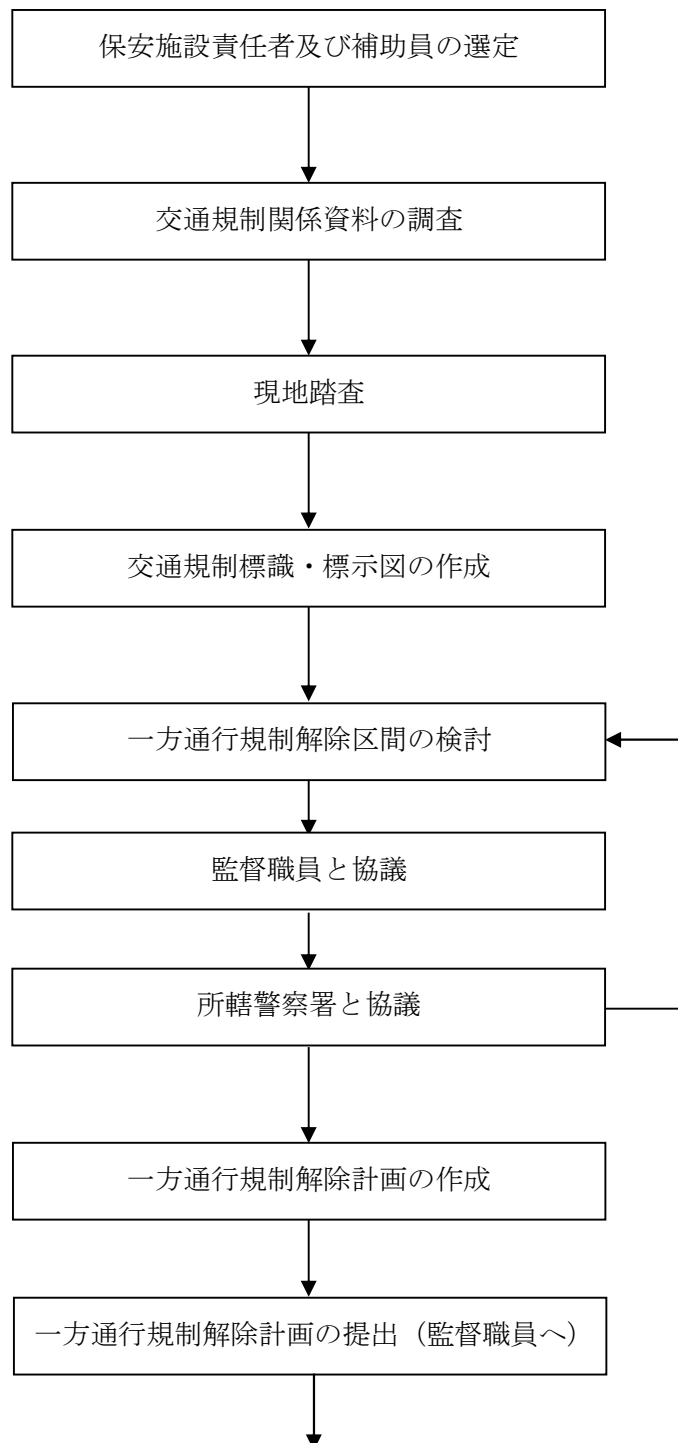 保安施設責任者及び補助員の選定
交通規制関係資料の調査
現地踏査
交通規制標識・標示図の作成
一方通行規制解除区間の検討
監督職員と協議
所轄警察署と協議
一方通行規制解除計画の作成
一方通行規制解除計画の提出（監督職員へ）